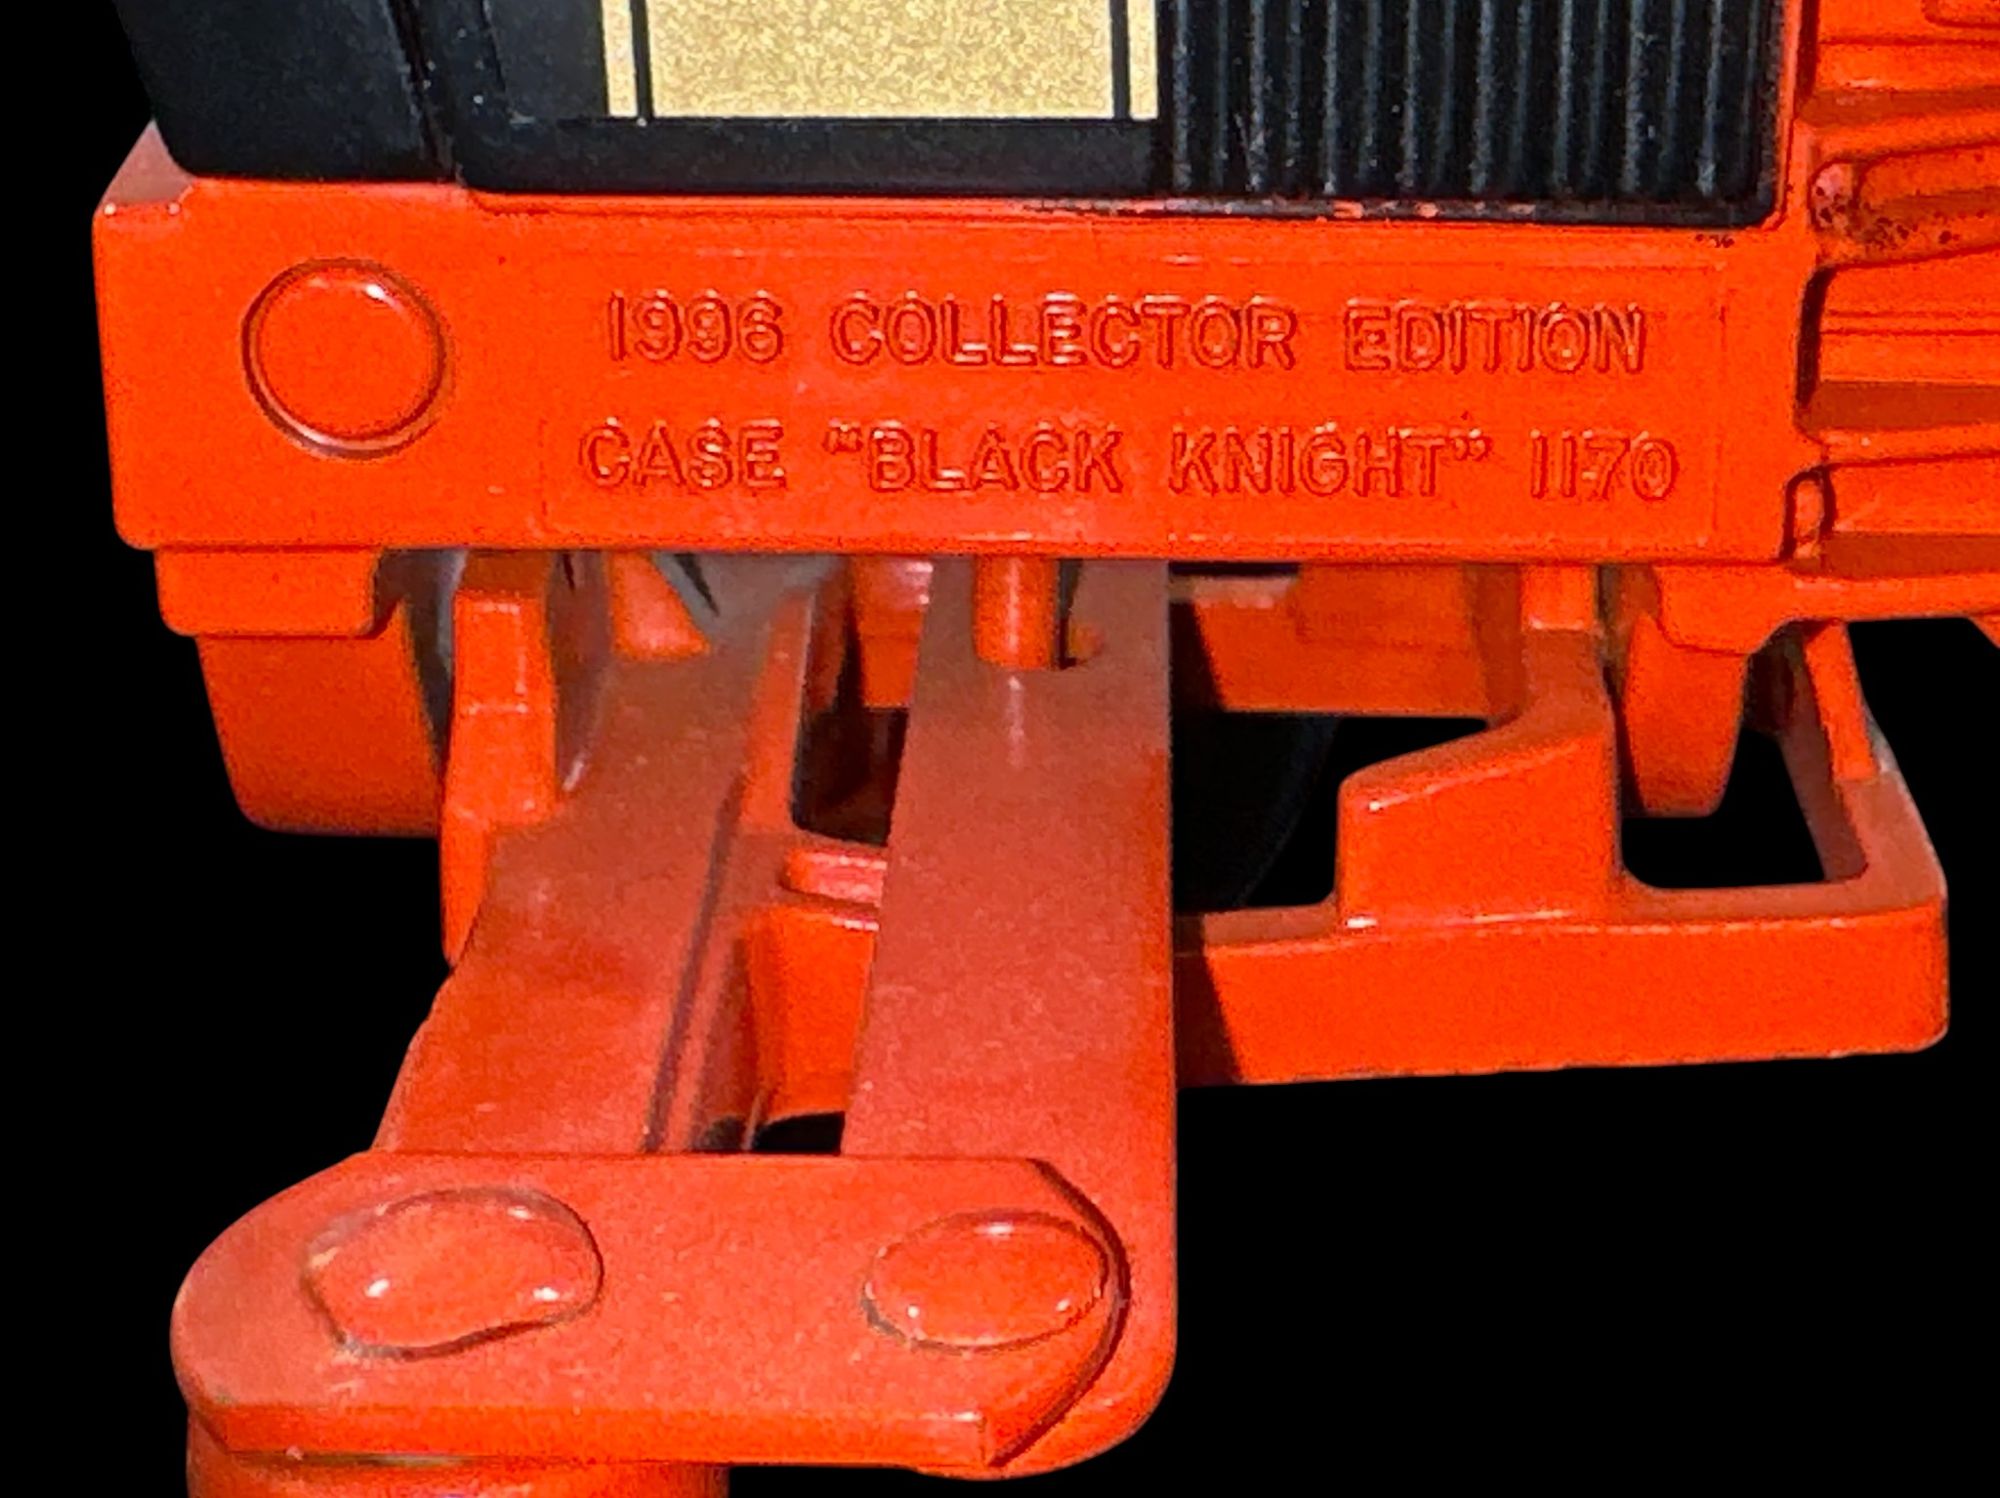 1996 COLLECTOR EDITION
CASE "BLACK KNIGHT" 1170